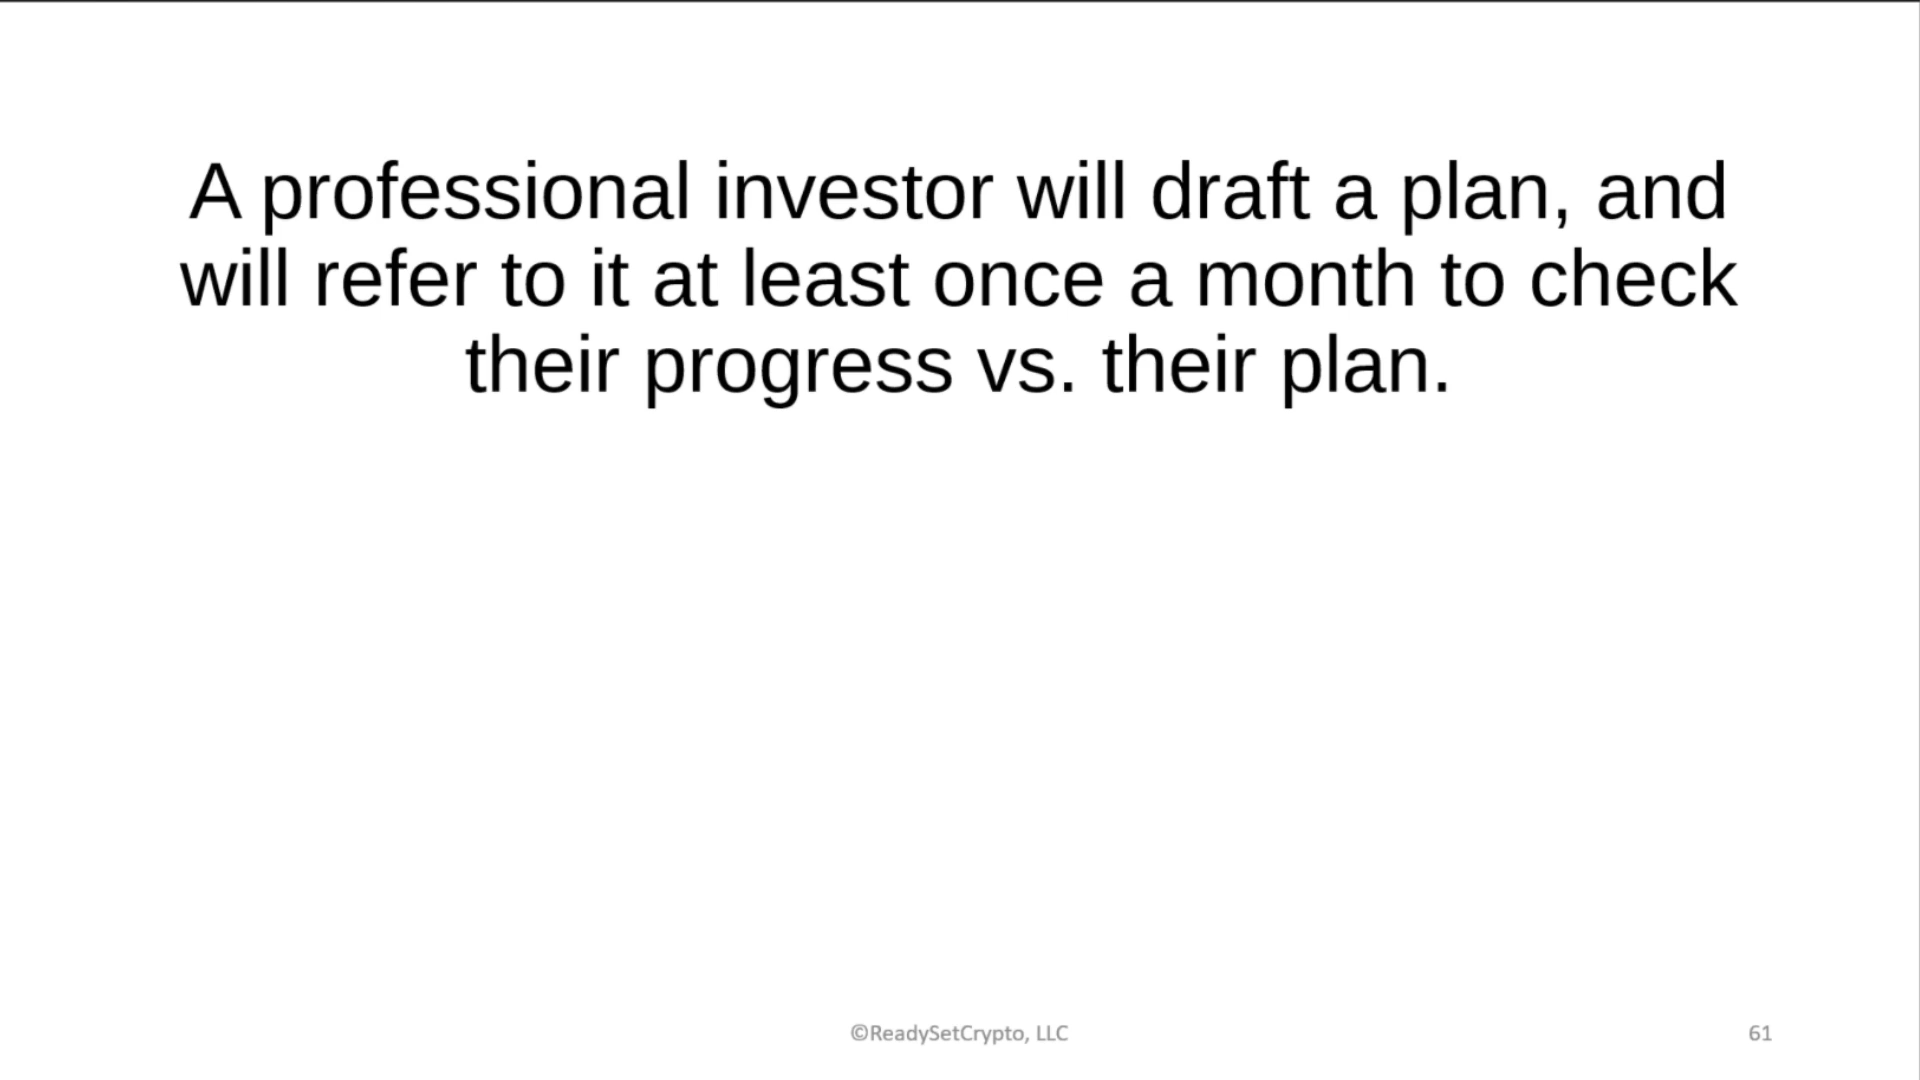 A professional investor will draft a plan, and
will refer to it at least once a month to check
their progress vs. their plan.
©ReadySetCrypto, LLC
61